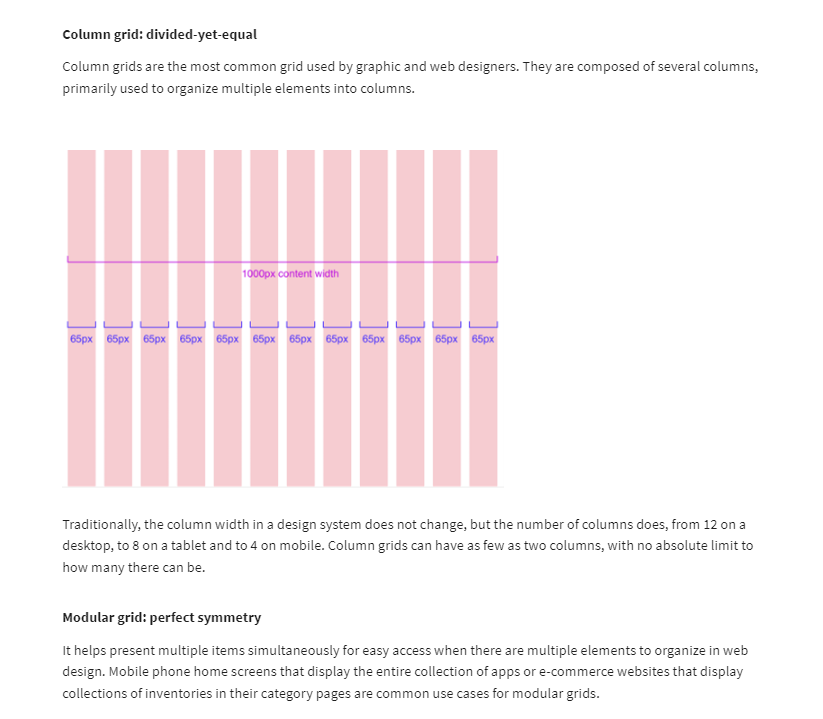 Column grid: divided-yet-equal
Column grids are the most common grid used by graphic and web designers. They are composed of several columns,
primarily used to organize multiple elements into columns.
1000px content width
65px 65px 65px 65px 65px 65px 65px 65px 65px 65px 65px 65px
Traditionally, the column width in a design system does not change, but the number of columns does, from 12 on a
desktop, to 8 on a tablet and to 4 on mobile. Column grids can have as few as two columns, with no absolute limit to
how many there can be.
Modular grid: perfect symmetry
It helps present multiple items simultaneously for easy access when there are multiple elements to organize in web
design. Mobile phone home screens that display the entire collection of apps or e-commerce websites that display
collections of inventories in their category pages are common use cases for modular grids.